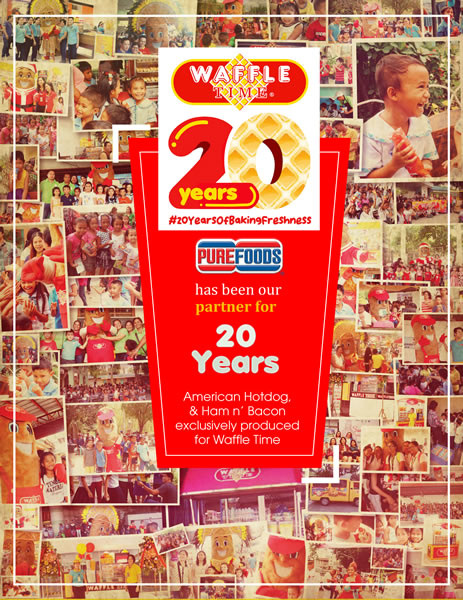 WAFFLE
TIME®
20
years
#20YearsOfBakingFreshness
PUREFOODS
has been our
partner for
20
Years
American Hotdog,
& Ham n' Bacon
exclusively produced
for Waffle Time